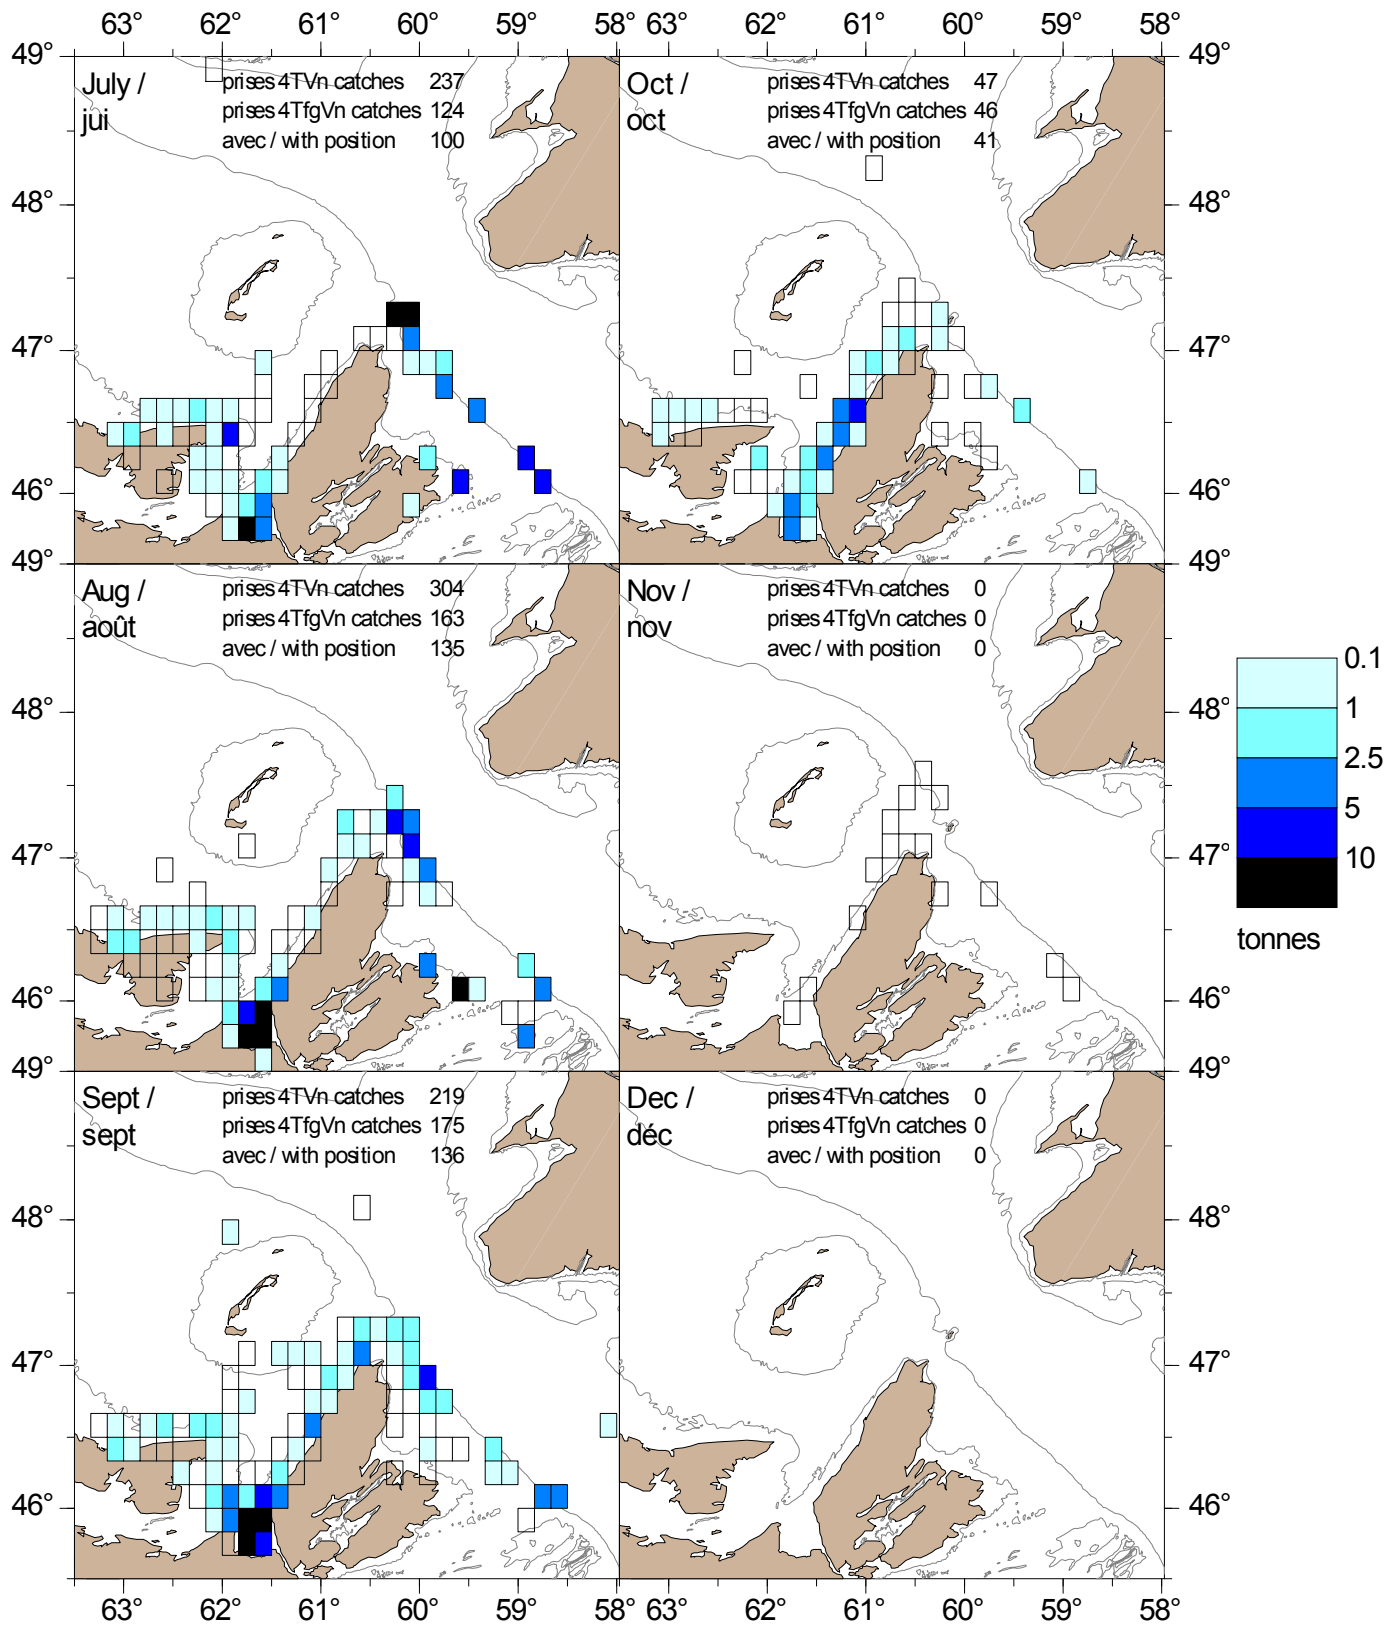 63° 62° 61° 60° 59° 58° 63° 62° 61° 60° 59° 58°
49° 49°
July / jui
prises 4TVn catches 237
prises 4TfgVn catches 124
avec / with position 100
Oct / oct
prises 4TVn catches 47
prises 4TfgVn catches 46
avec / with position 41
48° 48°
47° 47°
46° 46°
49° 49°
Aug / août
prises 4TVn catches 304
prises 4TfgVn catches 163
avec / with position 135
Nov / nov
prises 4TVn catches 0
prises 4TfgVn catches 0
avec / with position 0
48° 48°
47° 47°
46° 46°
49° 49°
0.1
1
2.5
5
10
tonnes
Sept / sept
prises 4TVn catches 219
prises 4TfgVn catches 175
avec / with position 136
Dec / déc
prises 4TVn catches 0
prises 4TfgVn catches 0
avec / with position 0
48° 48°
47° 47°
46° 46°
63° 62° 61° 60° 59° 58° 63° 62° 61° 60° 59° 58°